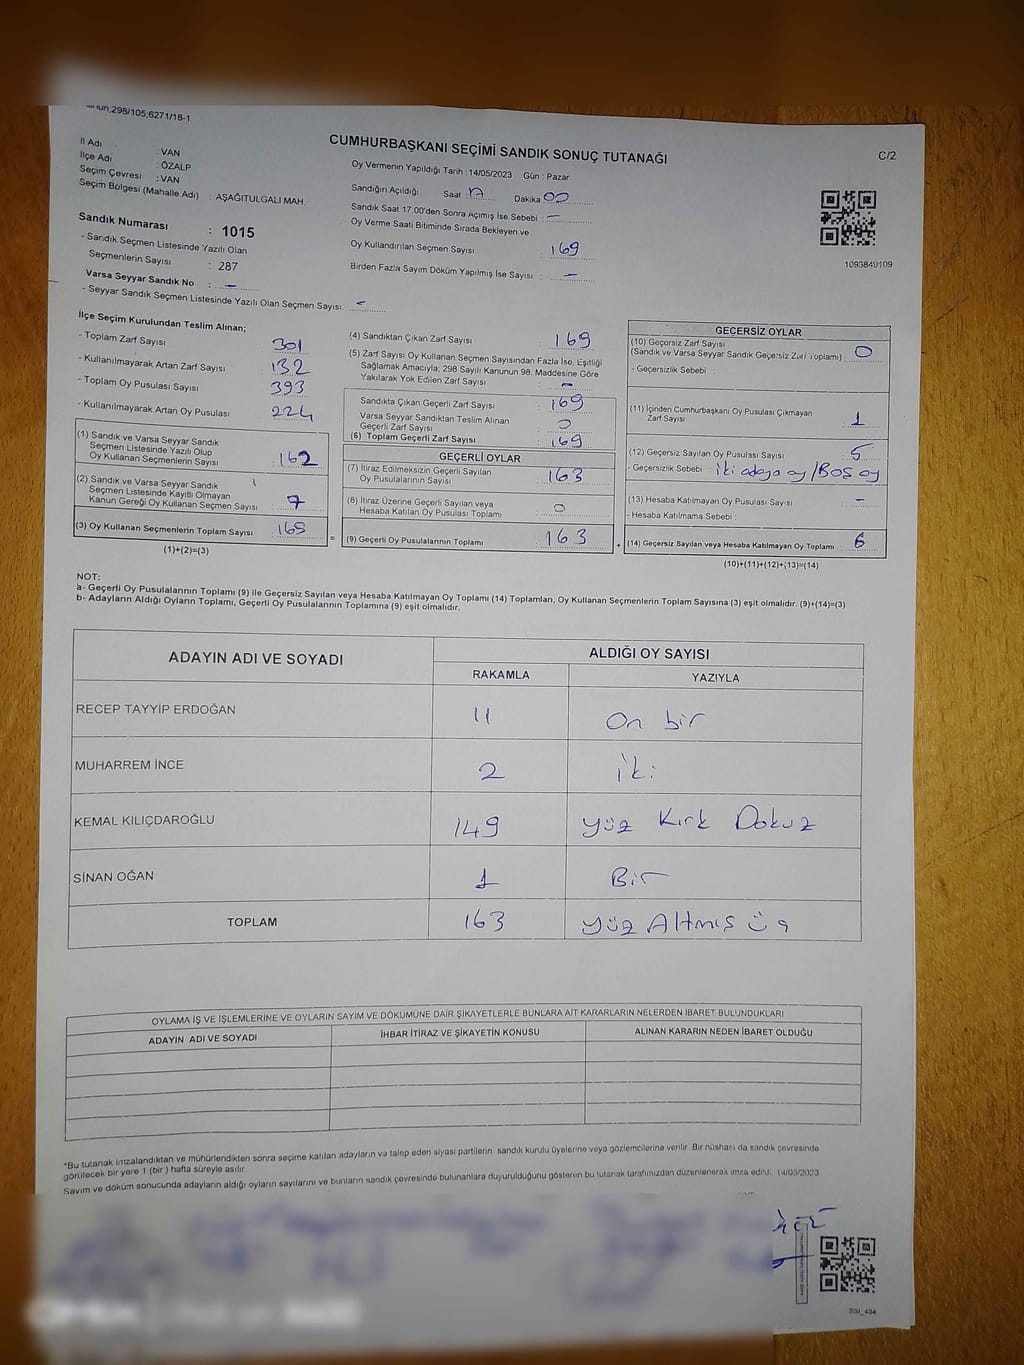 298/105;6271/18-1
CUMHURBAŞKANI SEÇİMİ SANDIK SONUÇ TUTANAĞI
C/2
İl Adı : VAN
İlçe Adı : ÖZALP
Seçim Çevresi : VAN
Seçim Bölgesi (Mahalle Adı) : AŞAĞITULGALI MAH.
Sandık Numarası : 1015
- Sandık Seçmen Listesinde Yazılı Olan
Seçmenlerin Sayısı : 287
Varsa Seyyar Sandık No : -
- Seyyar Sandık Seçmen Listesinde Yazılı Olan Seçmen Sayısı: -
Oy Vermenin Yapıldığı Tarih : 14/05/2023 Gün : Pazar
Sandığın Açıldığı Saat : 17 Dakika : 00
Sandık Saat 17:00'den Sonra Açımış İse Sebebi : -
Oy Verme Saati Bitiminde Sırada Bekleyen ve
Oy Kullandırılan Seçmen Sayısı : 169
Birden Fazla Sayım Döküm Yapılmış İse Sayısı : -
1093849109
İlçe Seçim Kurulundan Teslim Alınan;
- Toplam Zarf Sayısı 301
- Kullanılmayarak Artan Zarf Sayısı 132
- Toplam Oy Pusulası Sayısı 393
- Kullanılmayarak Artan Oy Pusulası 224
(1) Sandık ve Varsa Seyyar Sandık
Seçmen Listesinde Yazılı Olup
Oy Kullanan Seçmenlerin Sayısı 162
(2) Sandık ve Varsa Seyyar Sandık
Seçmen Listesinde Kayıtlı Olmayan
Kanun Gereği Oy Kullanan Seçmen Sayısı 7
(3) Oy Kullanan Seçmenlerin Toplam Sayısı 169
(1)+(2)=(3)
(4) Sandıktan Çıkan Zarf Sayısı 169
(5) Zarf Sayısı Oy Kullanan Seçmen Sayısından Fazla İse, Eşitliği
Sağlamak Amacıyla; 298 Sayılı Kanunun 98. Maddesine Göre
Yakılarak Yok Edilen Zarf Sayısı -
Sandıkta Çıkan Geçerli Zarf Sayısı 169
Varsa Seyyar Sandıktan Teslim Alınan
Geçerli Zarf Sayısı 0
(6) Toplam Geçerli Zarf Sayısı 169
GEÇERLİ OYLAR
(7) İtiraz Edilmeksizin Geçerli Sayılan
Oy Pusulalarının Sayısı 163
(8) İtiraz Üzerine Geçerli Sayılan veya
Hesaba Katılan Oy Pusulası Toplamı 0
= (9) Geçerli Oy Pusulalarının Toplamı 163
GEÇERSİZ OYLAR
(10) Geçersiz Zarf Sayısı
(Sandık ve Varsa Seyyar Sandık Geçersiz Zarf Toplamı) : 0
- Geçersizlik Sebebi :
(11) İçinden Cumhurbaşkanı Oy Pusulası Çıkmayan
Zarf Sayısı 1
(12) Geçersiz Sayılan Oy Pusulası Sayısı 5
- Geçersizlik Sebebi : iki adaya oy/Boş oy
(13) Hesaba Katılmayan Oy Pusulası Sayısı -
- Hesaba Katılmama Sebebi :
+ (14) Geçersiz Sayılan veya Hesaba Katılmayan Oy Toplamı 6
(10)+(11)+(12)+(13)=(14)
NOT:
a- Geçerli Oy Pusulalarının Toplamı (9) ile Geçersiz Sayılan veya Hesaba Katılmayan Oy Toplamı (14) Toplamları, Oy Kullanan Seçmenlerin Toplam Sayısına (3) eşit olmalıdır. (9)+(14)=(3)
b- Adayların Aldığı Oyların Toplamı, Geçerli Oy Pusulalarının Toplamına (9) eşit olmalıdır.
ADAYIN ADI VE SOYADI ALDIĞI OY SAYISI
RAKAMLA YAZIYLA
RECEP TAYYİP ERDOĞAN 11 On bir
MUHARREM İNCE 2 iki
KEMAL KILIÇDAROĞLU 149 yüz Kırk Dokuz
SİNAN OĞAN 1 Bir
TOPLAM 163 yüz Altmış üç
OYLAMA İŞ VE İŞLEMLERİNE VE OYLARIN SAYIM VE DÖKÜMÜNE DAİR ŞİKAYETLERLE BUNLARA AİT KARARLARIN NELERDEN İBARET BULUNDUKLARI
ADAYIN ADI VE SOYADI İHBAR İTİRAZ VE ŞİKAYETİN KONUSU ALINAN KARARIN NEDEN İBARET OLDUĞU
*Bu tutanak imzalandıktan ve mühürlendikten sonra seçime katılan adayların ve talep eden siyasi partilerin sandık kurulu üyelerine veya gözlemcilerine verilir. Bir nüshası da sandık çevresinde
görülecek bir yere 1 (bir) hafta süreyle asılır.
Sayım ve döküm sonucunda adayların aldığı oyların sayılarını ve bunların sandık çevresinde bulunanlara duyurulduğunu gösteren bu tutanak tarafımızdan düzenlenerek imza edildi. 14/05/2023
SSI_404